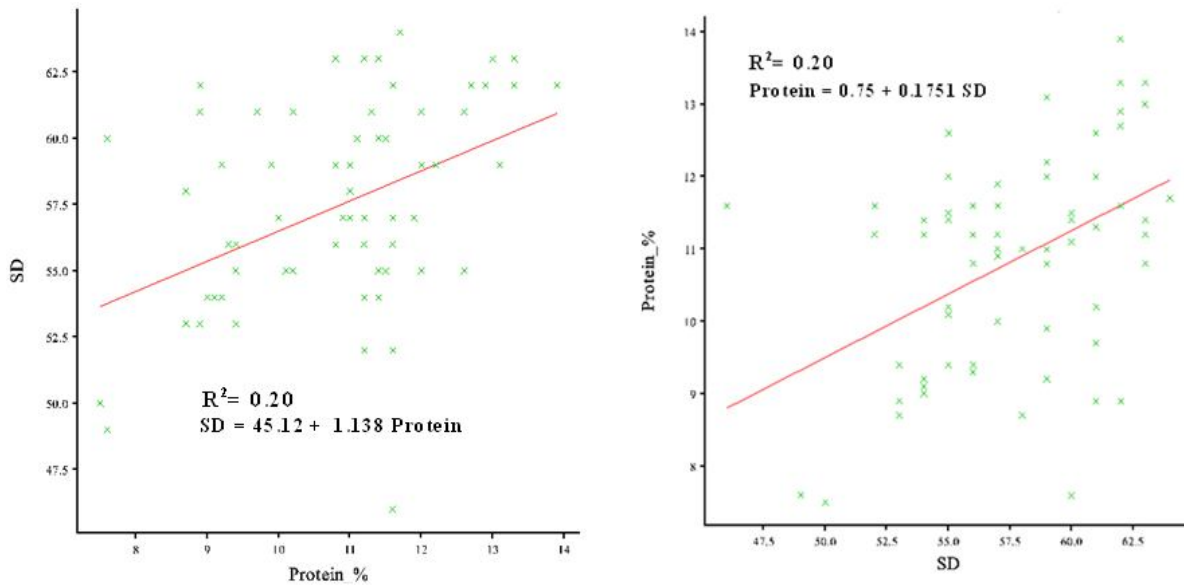 62.5
60.0
57.5
55.0
52.5
50.0
47.5
SD
R²= 0.20
SD = 45.12 + 1.138 Protein
8 9 10 11 12 13 14
Protein_%
14
13
12
11
10
9
8
Protein_%
R²= 0.20
Protein = 0.75 + 0.1751 SD
47.5 50.0 52.5 55.0 57.5 60.0 62.5
SD